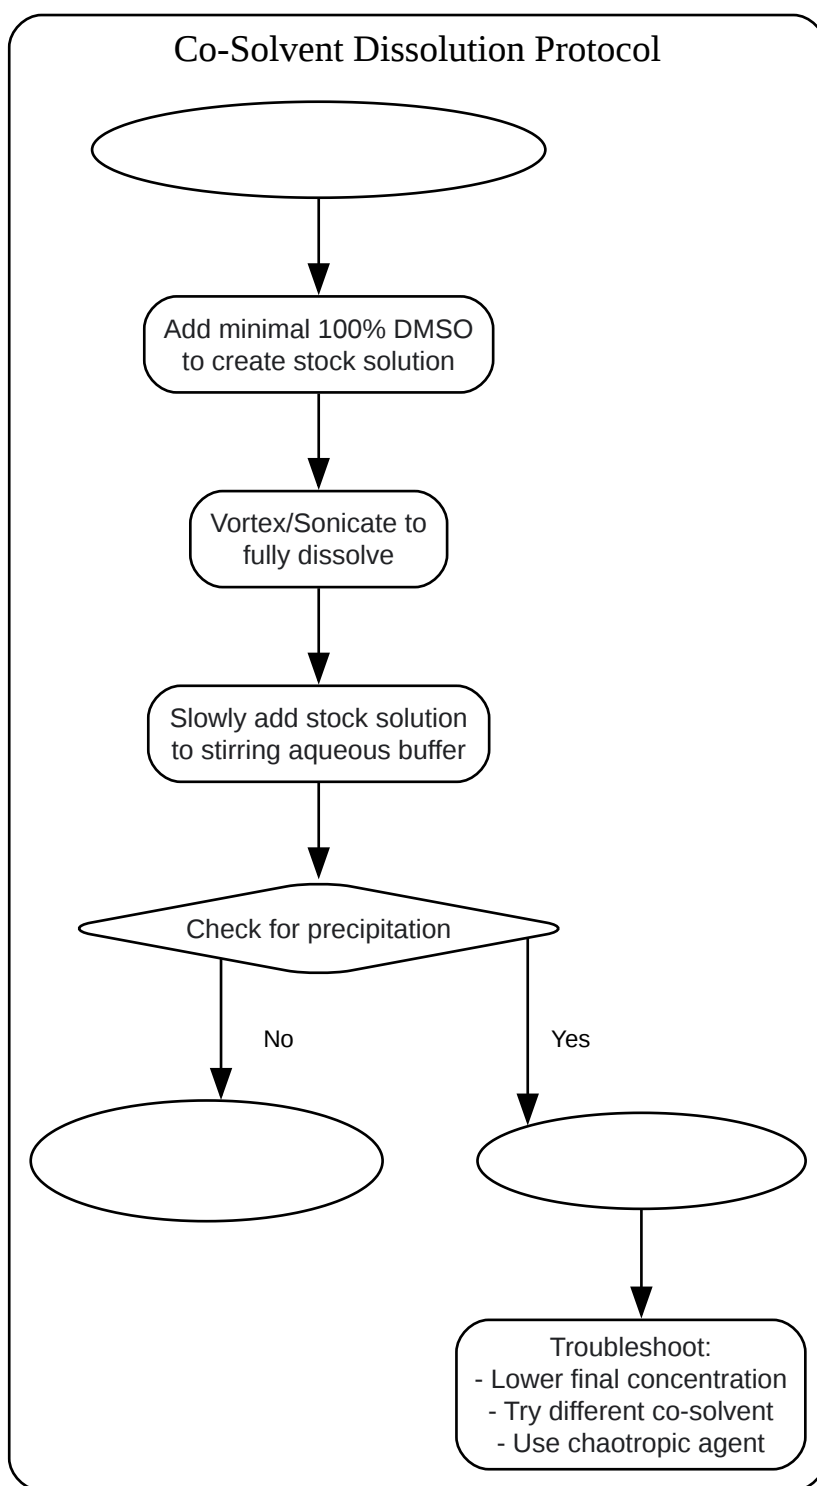 Co-Solvent Dissolution Protocol
Add minimal 100% DMSO
to create stock solution
Vortex/Sonicate to
fully dissolve
Slowly add stock solution
to stirring aqueous buffer
Check for precipitation
No
Yes
Troubleshoot:
- Lower final concentration
- Try different co-solvent
- Use chaotropic agent